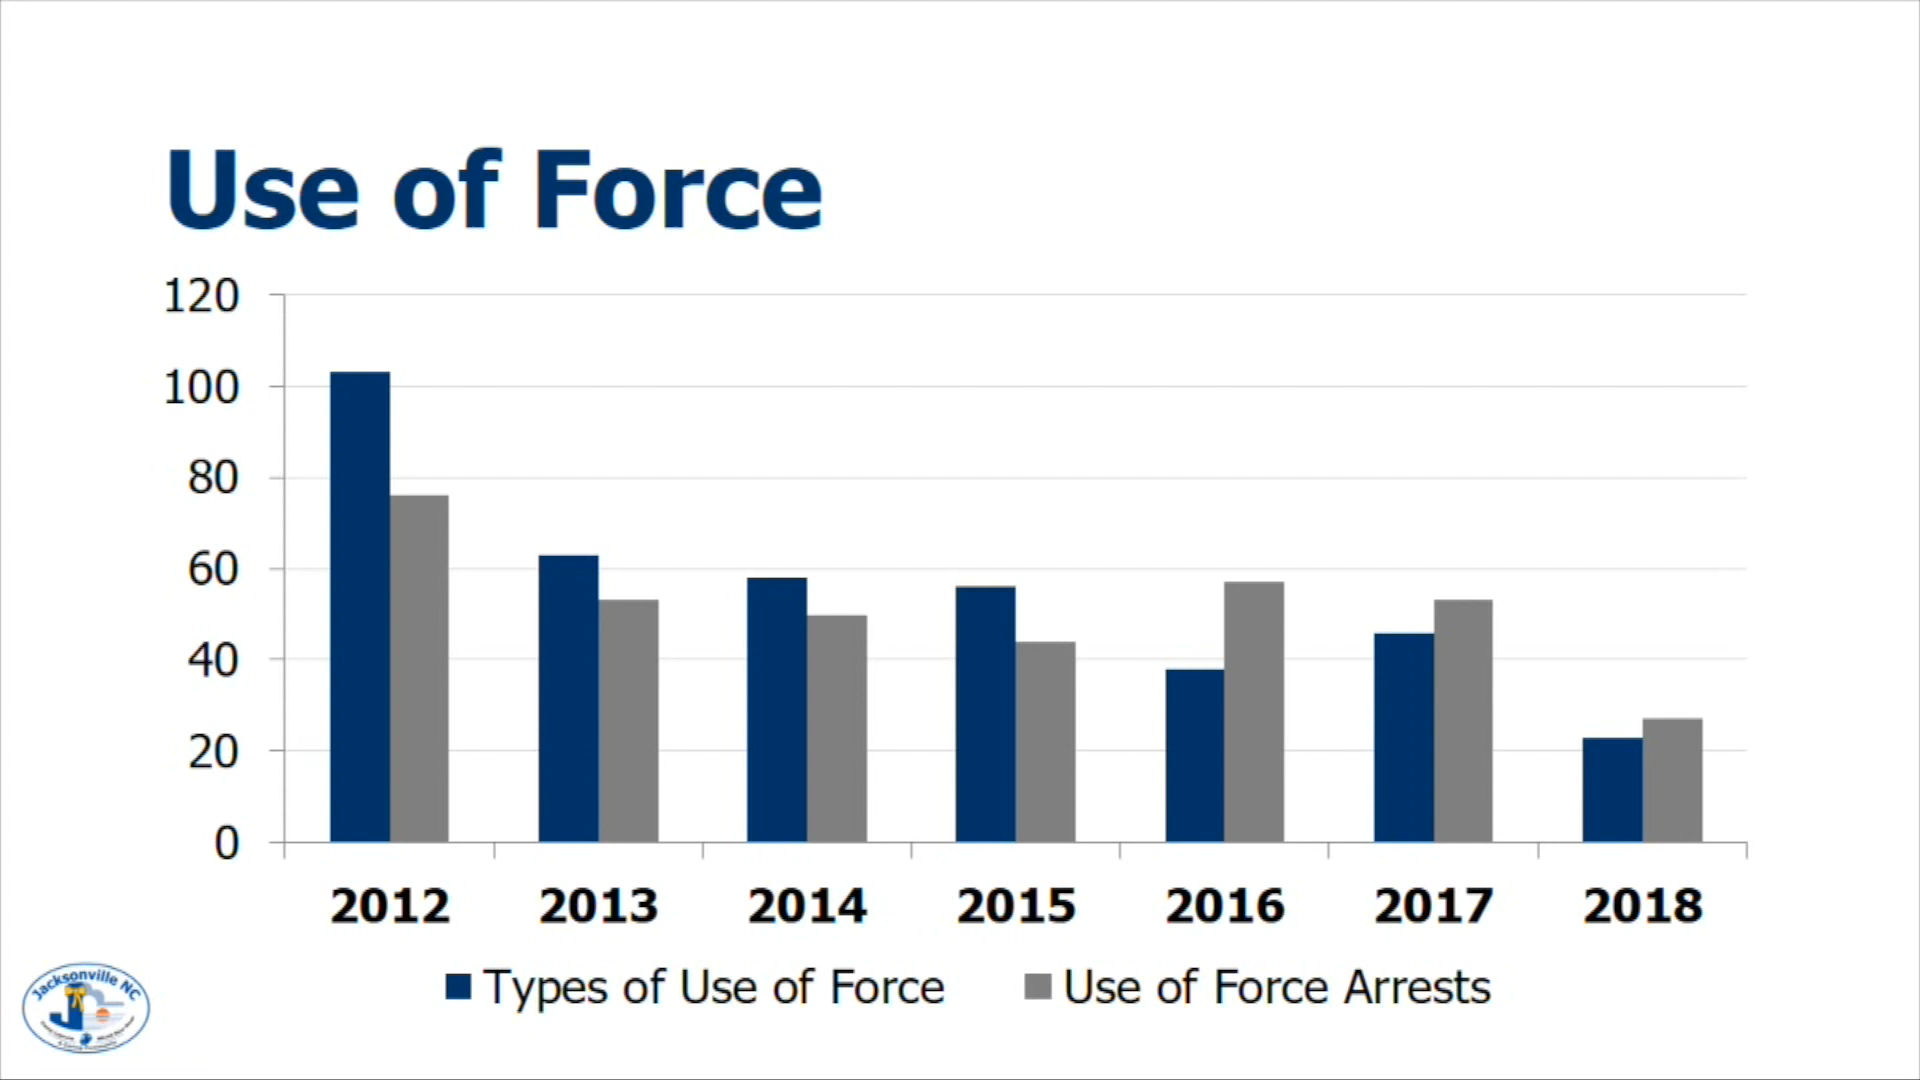 Use of Force
120
100
80
60
40
20
0
2012 2013 2014 2015 2016 2017 2018
Types of Use of Force Use of Force Arrests
Jacksonville NC